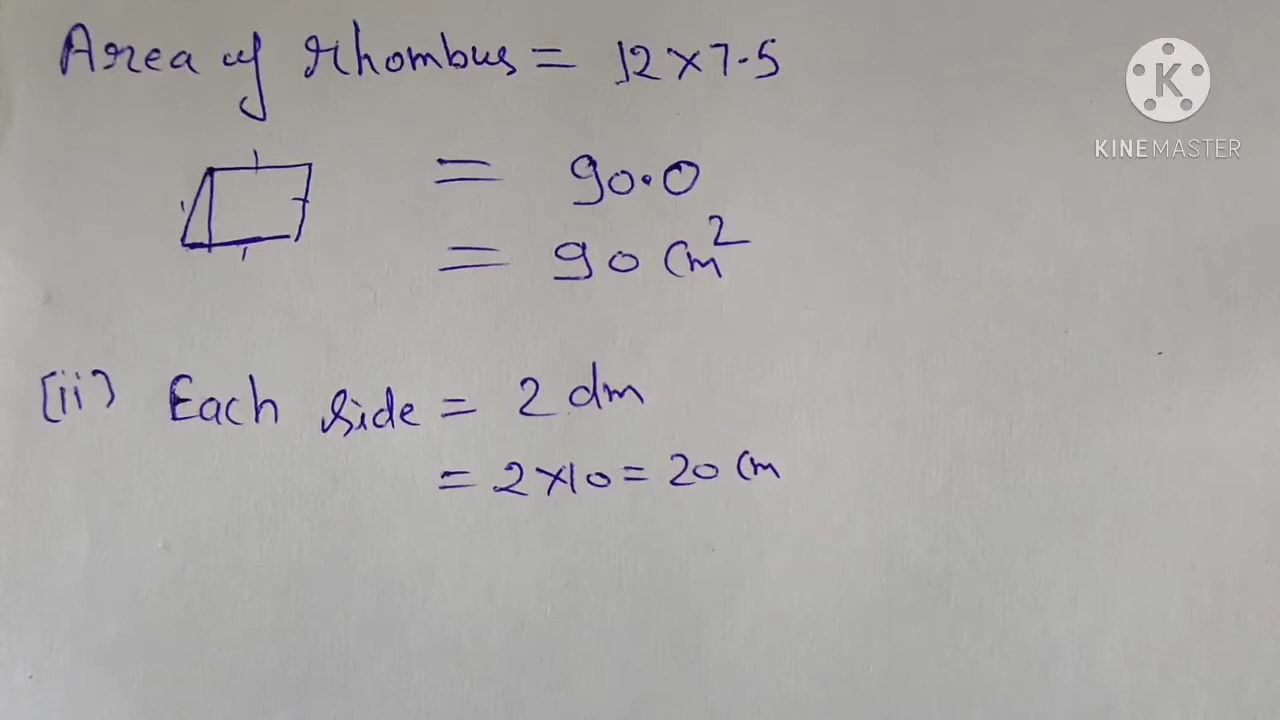 Area of rhombus = 12 × 7.5
= 90.0
= 90 cm²
(ii) Each side = 2 dm
= 2×10 = 20 cm
K
KINEMASTER